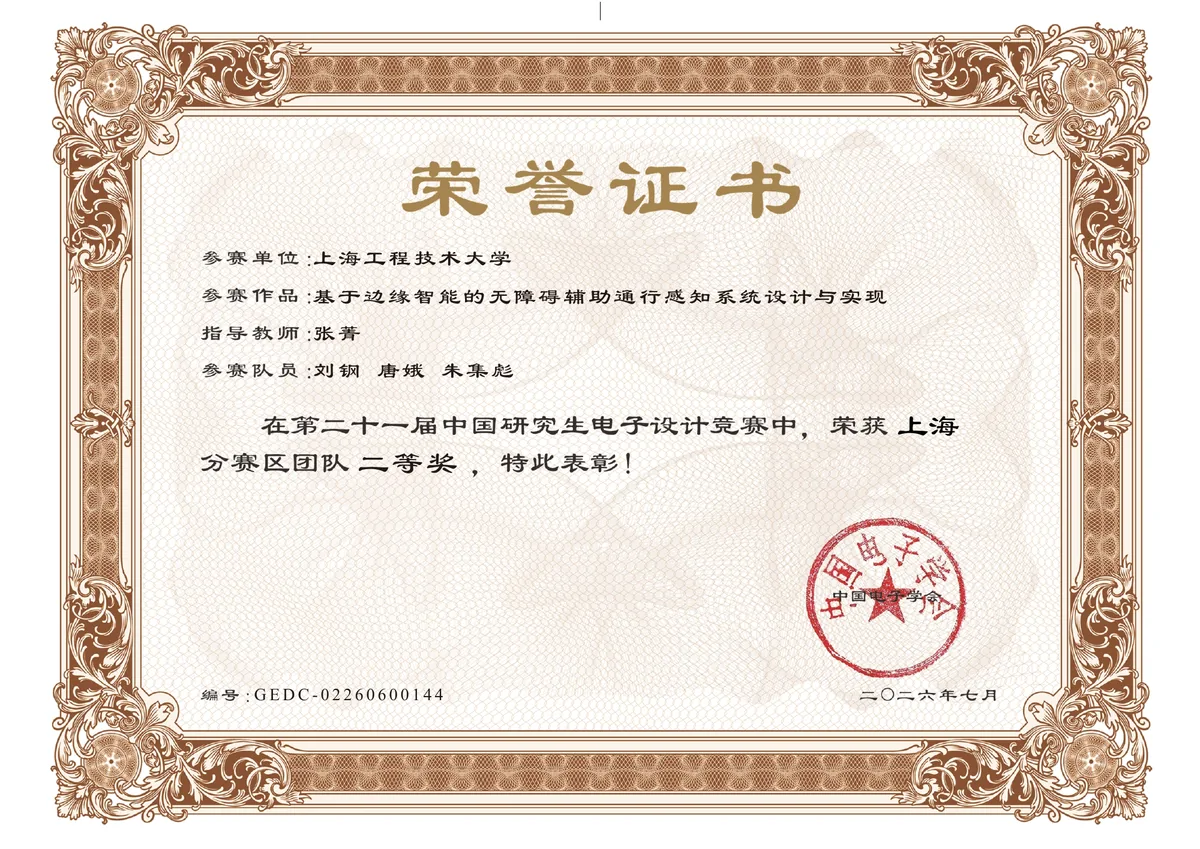 荣誉证书
参赛单位:上海工程技术大学
参赛作品:基于边缘智能的无障碍辅助通行感知系统设计与实现
指导教师:张菁
参赛队员:刘钢 唐娥 朱集彪
在第二十一届中国研究生电子设计竞赛中，荣获 上海
分赛区团队 二等奖 ，特此表彰！
中国电子学会
中国电子学会
编号:GEDC-02260600144
二〇二六年七月